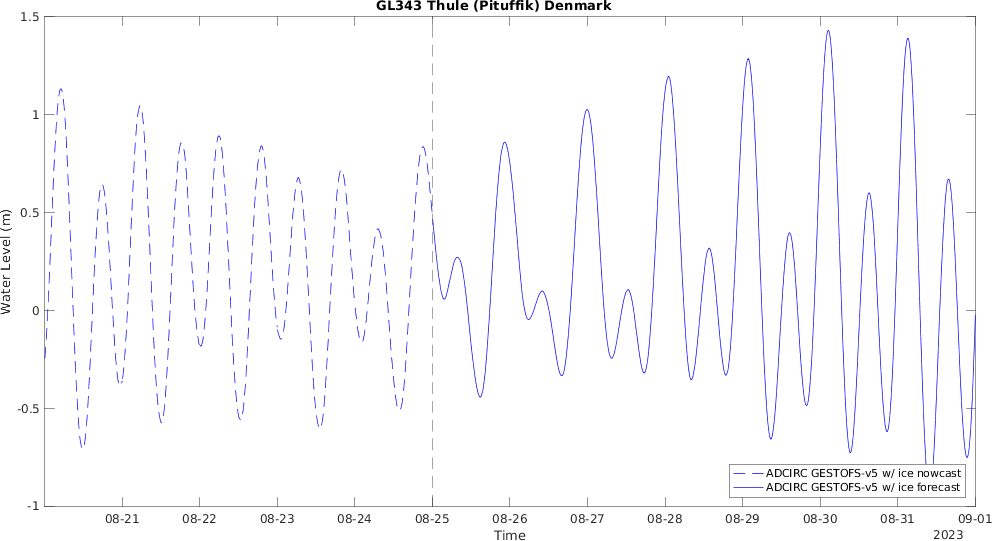 GL343 Thule (Pituffik) Denmark
1.5
1
0.5
0
-0.5
-1
Water Level (m)
08-21 08-22 08-23 08-24 08-25 08-26 08-27 08-28 08-29 08-30 08-31 09-01
Time
2023
ADCIRC GESTOFS-v5 w/ ice nowcast
ADCIRC GESTOFS-v5 w/ ice forecast